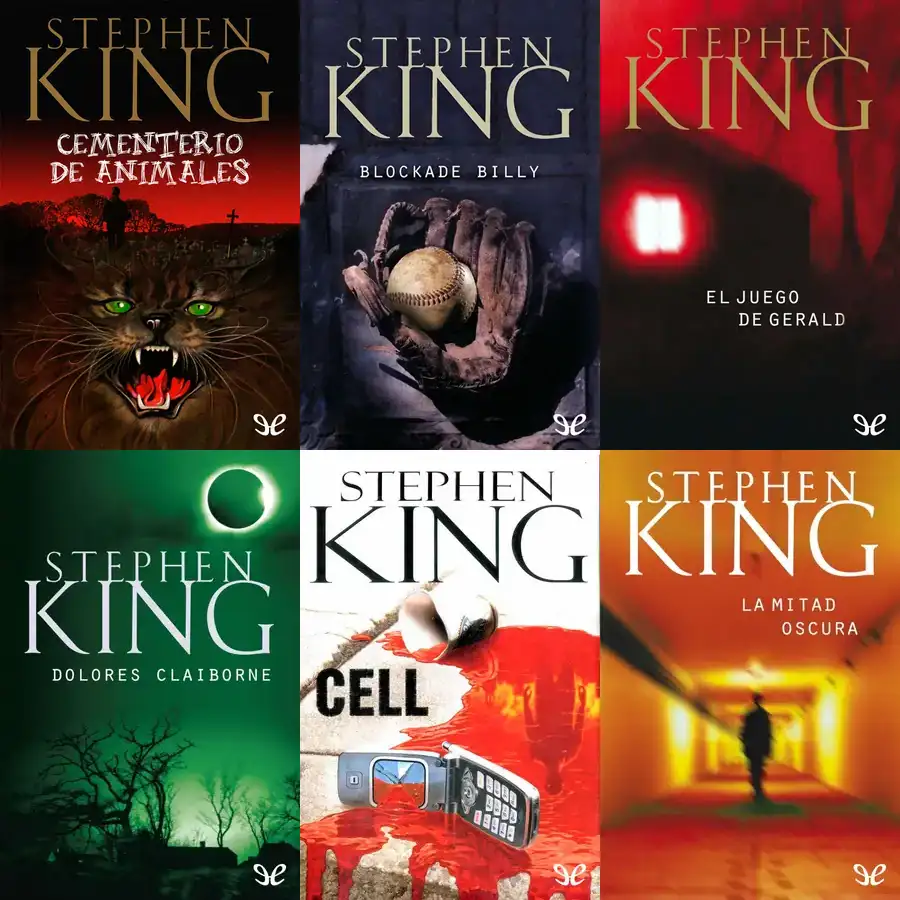 STEPHEN
KING
CEMENTERIO
DE ANIMALES
STEPHEN
KING
BLOCKADE BILLY
STEPHEN
KING
EL JUEGO
DE GERALD
STEPHEN
KING
DOLORES CLAIBORNE
STEPHEN
KING
CELL
STEPHEN
KING
LA MITAD
OSCURA